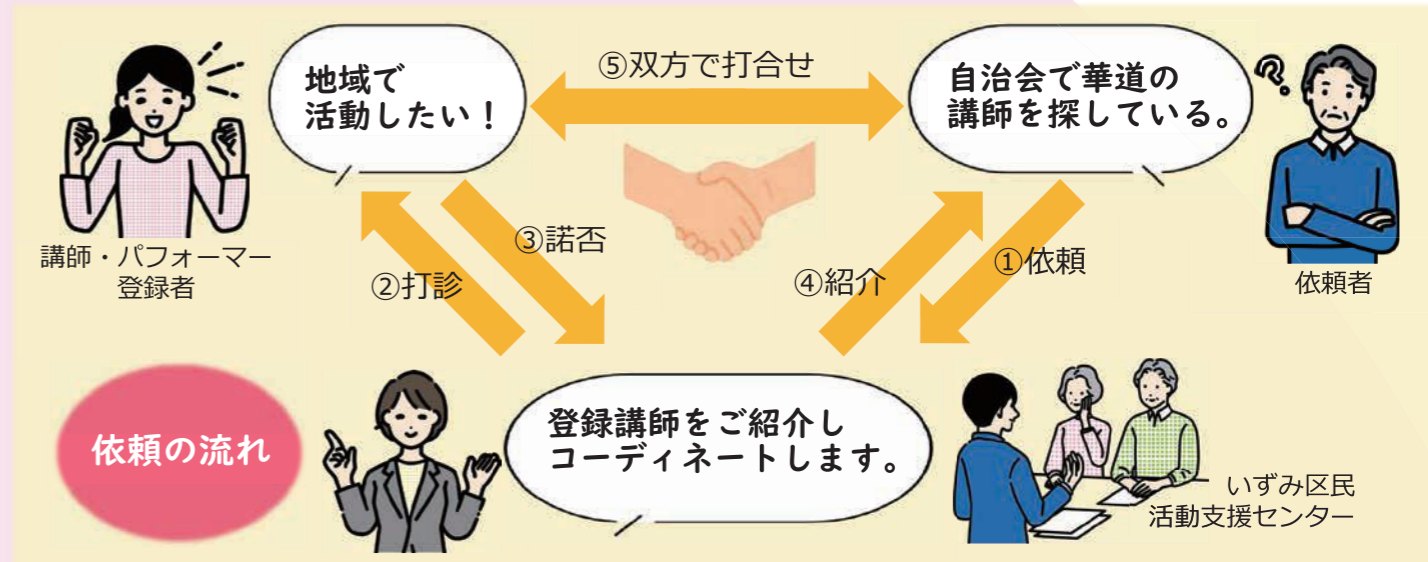 地域で
活動したい！
⑤双方で打合せ
自治会で華道の
講師を探している。
講師・パフォーマー
登録者
②打診
③諾否
④紹介
①依頼
依頼者
依頼の流れ
登録講師をご紹介し
コーディネートします。
いずみ区民
活動支援センター